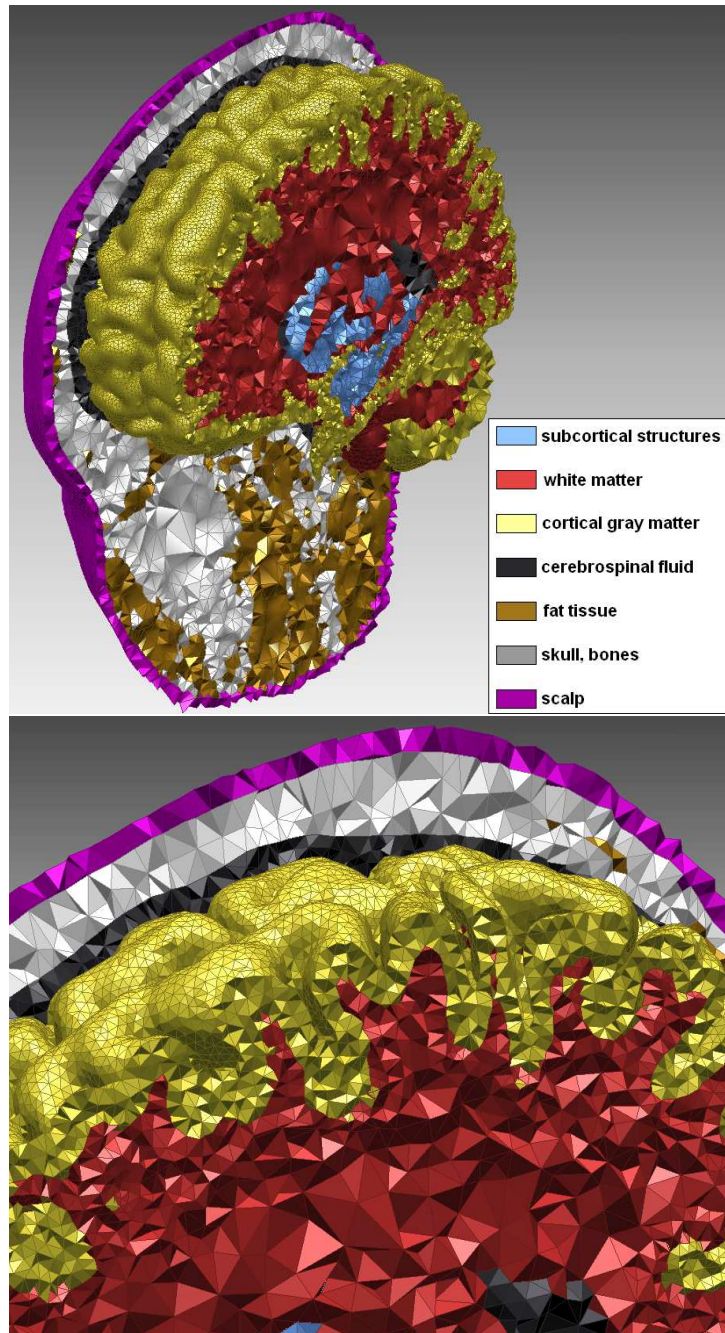 subcortical structures
white matter
cortical gray matter
cerebrospinal fluid
fat tissue
skull, bones
scalp